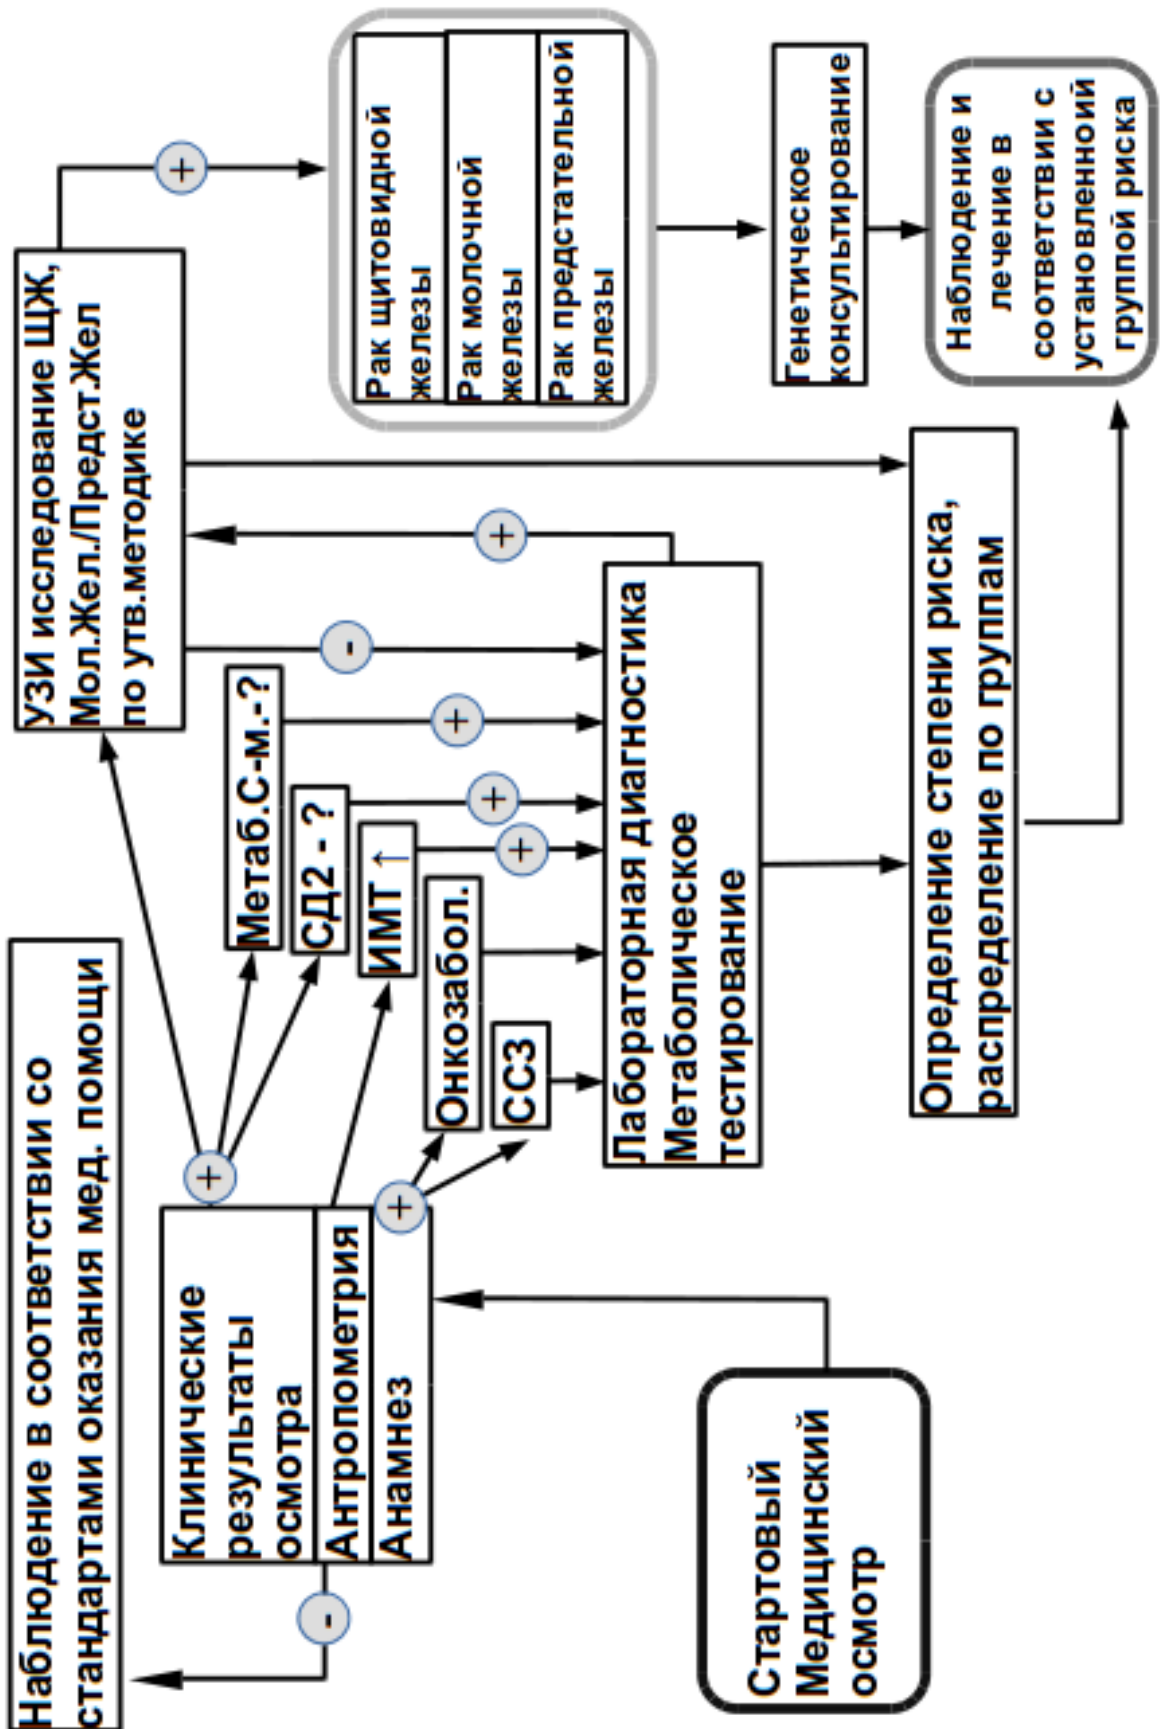 Наблюдение в соответствии со
стандартами оказания мед. помощи
УЗИ исследование ЩЖ,
Мол.Жел./Предст.Жел
по утв.методике
+
Клинические
результаты
осмотра
Антропометрия
Анамнез
+
+
-
Метаб.С-м.-?
СД2 - ?
ИМТ ↑
Онкозабол.
ССЗ
-
+
+
+
+
Рак щитовидной
железы
Рак молочной
железы
Рак предстательной
железы
Лабораторная диагностика
Метаболическое
тестирование
Стартовый
Медицинский
осмотр
Генетическое
консультирование
Определение степени риска,
распределение по группам
Наблюдение и
лечение в
соответствии с
установленноий
группой риска